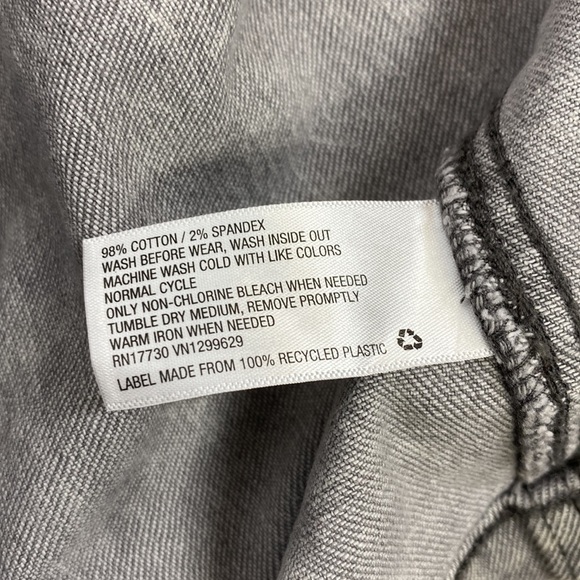 98% COTTON / 2% SPANDEX
WASH BEFORE WEAR, WASH INSIDE OUT
MACHINE WASH COLD WITH LIKE COLORS
NORMAL CYCLE
ONLY NON-CHLORINE BLEACH WHEN NEEDED
TUMBLE DRY MEDIUM, REMOVE PROMPTLY
WARM IRON WHEN NEEDED
RN17730 VN1299629
LABEL MADE FROM 100% RECYCLED PLASTIC